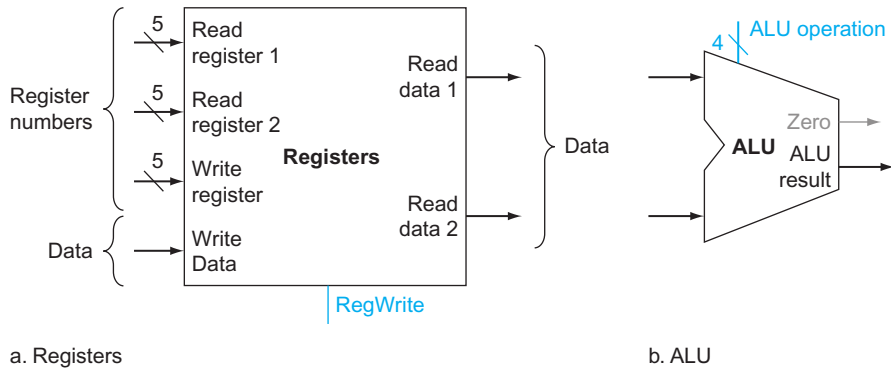 5
Read
register 1
5
Read
register 2
5
Write
register
Write
Data
Register
numbers
Data
Registers
Read
data 1
Read
data 2
Data
RegWrite
4
ALU operation
Zero
ALU
ALU
result
a. Registers
b. ALU